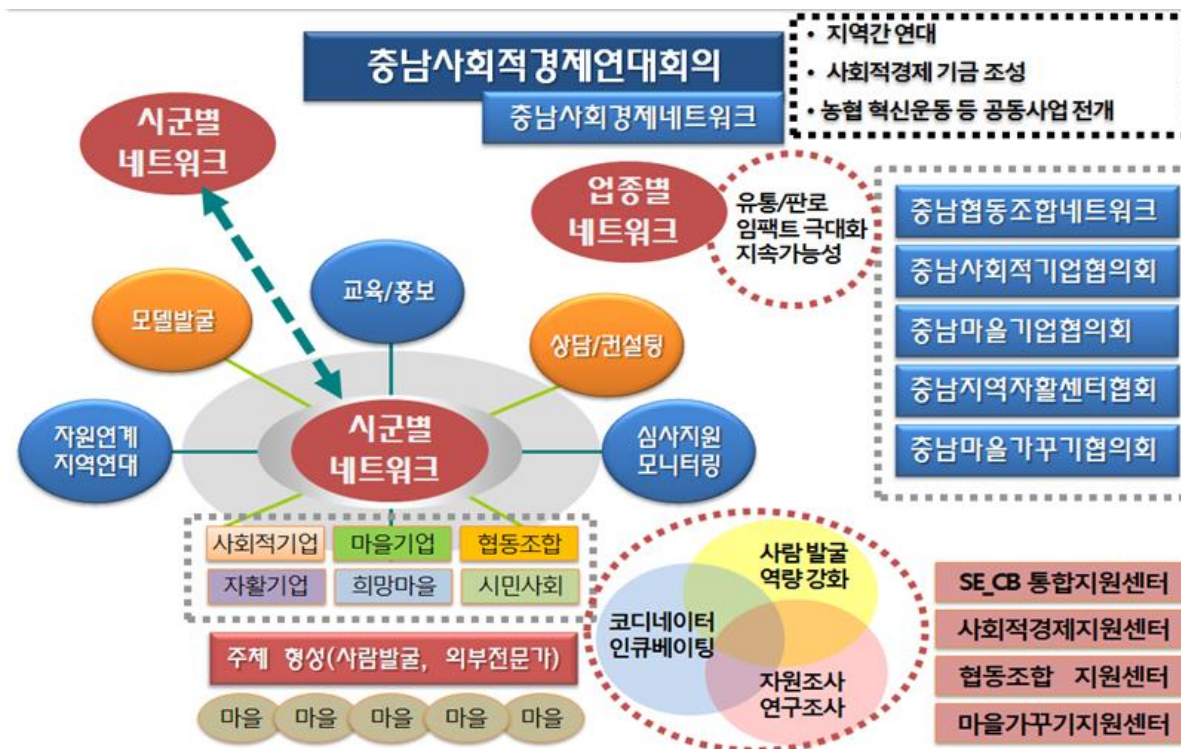 충남사회적경제연대회의
충남사회경제네트워크
• 지역간 연대
• 사회적경제 기금 조성
• 농협 혁신운동 등 공동사업 전개
시군별
네트워크
업종별
네트워크
유통/판로
임팩트 극대화
지속가능성
충남협동조합네트워크
충남사회적기업협의회
충남마을기업협의회
충남지역자활센터협회
충남마을가꾸기협의회
모델발굴
교육/홍보
상담/컨설팅
자원연계
지역연대
시군별
네트워크
심사지원
모니터링
사회적기업
마을기업
협동조합
자활기업
희망마을
시민사회
주체 형성(사람발굴, 외부전문가)
마을
마을
마을
마을
마을
사람 발굴
역량 강화
코디네이터
인큐베이팅
자원조사
연구조사
SE_CB 통합지원센터
사회적경제지원센터
협동조합 지원센터
마을가꾸기지원센터